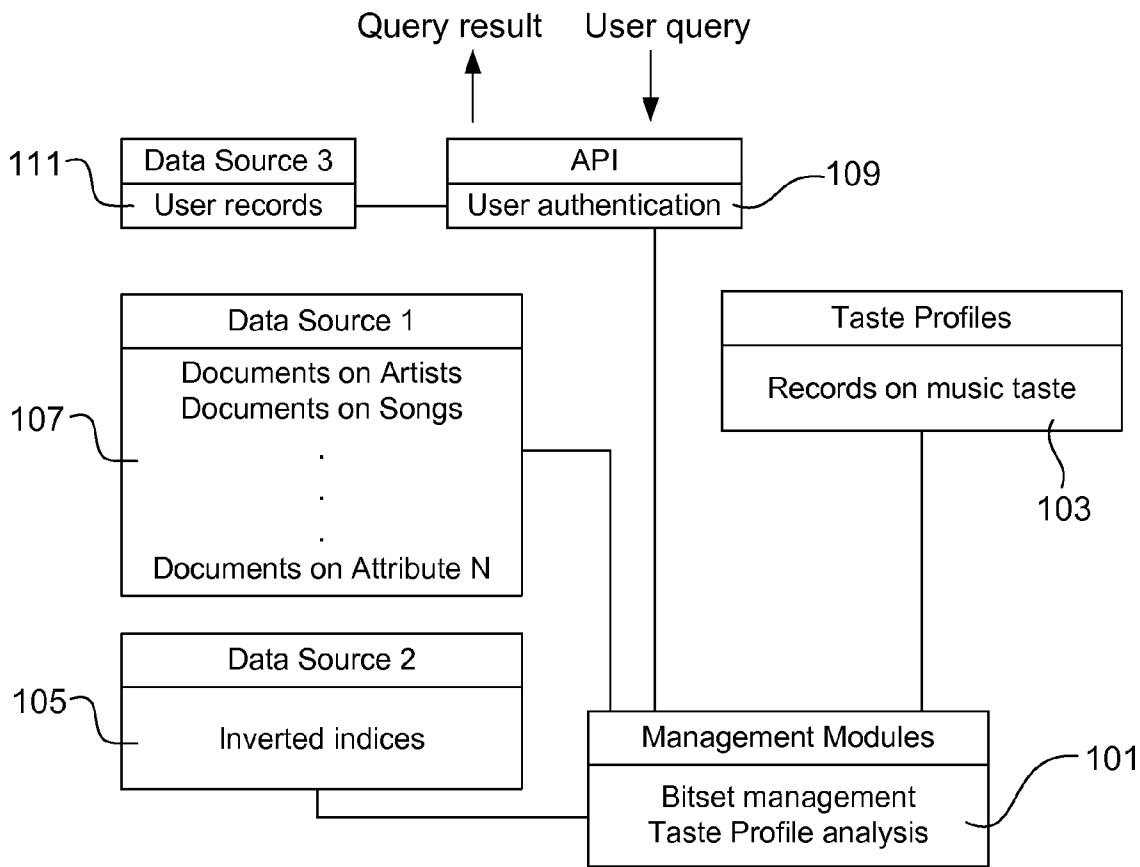 Query result User query
Data Source 3
User records
111
API
User authentication
109
Data Source 1
Documents on Artists
Documents on Songs
.
.
.
Documents on Attribute N
107
Taste Profiles
Records on music taste
103
Data Source 2
Inverted indices
105
Management Modules
Bitset management
Taste Profile analysis
101